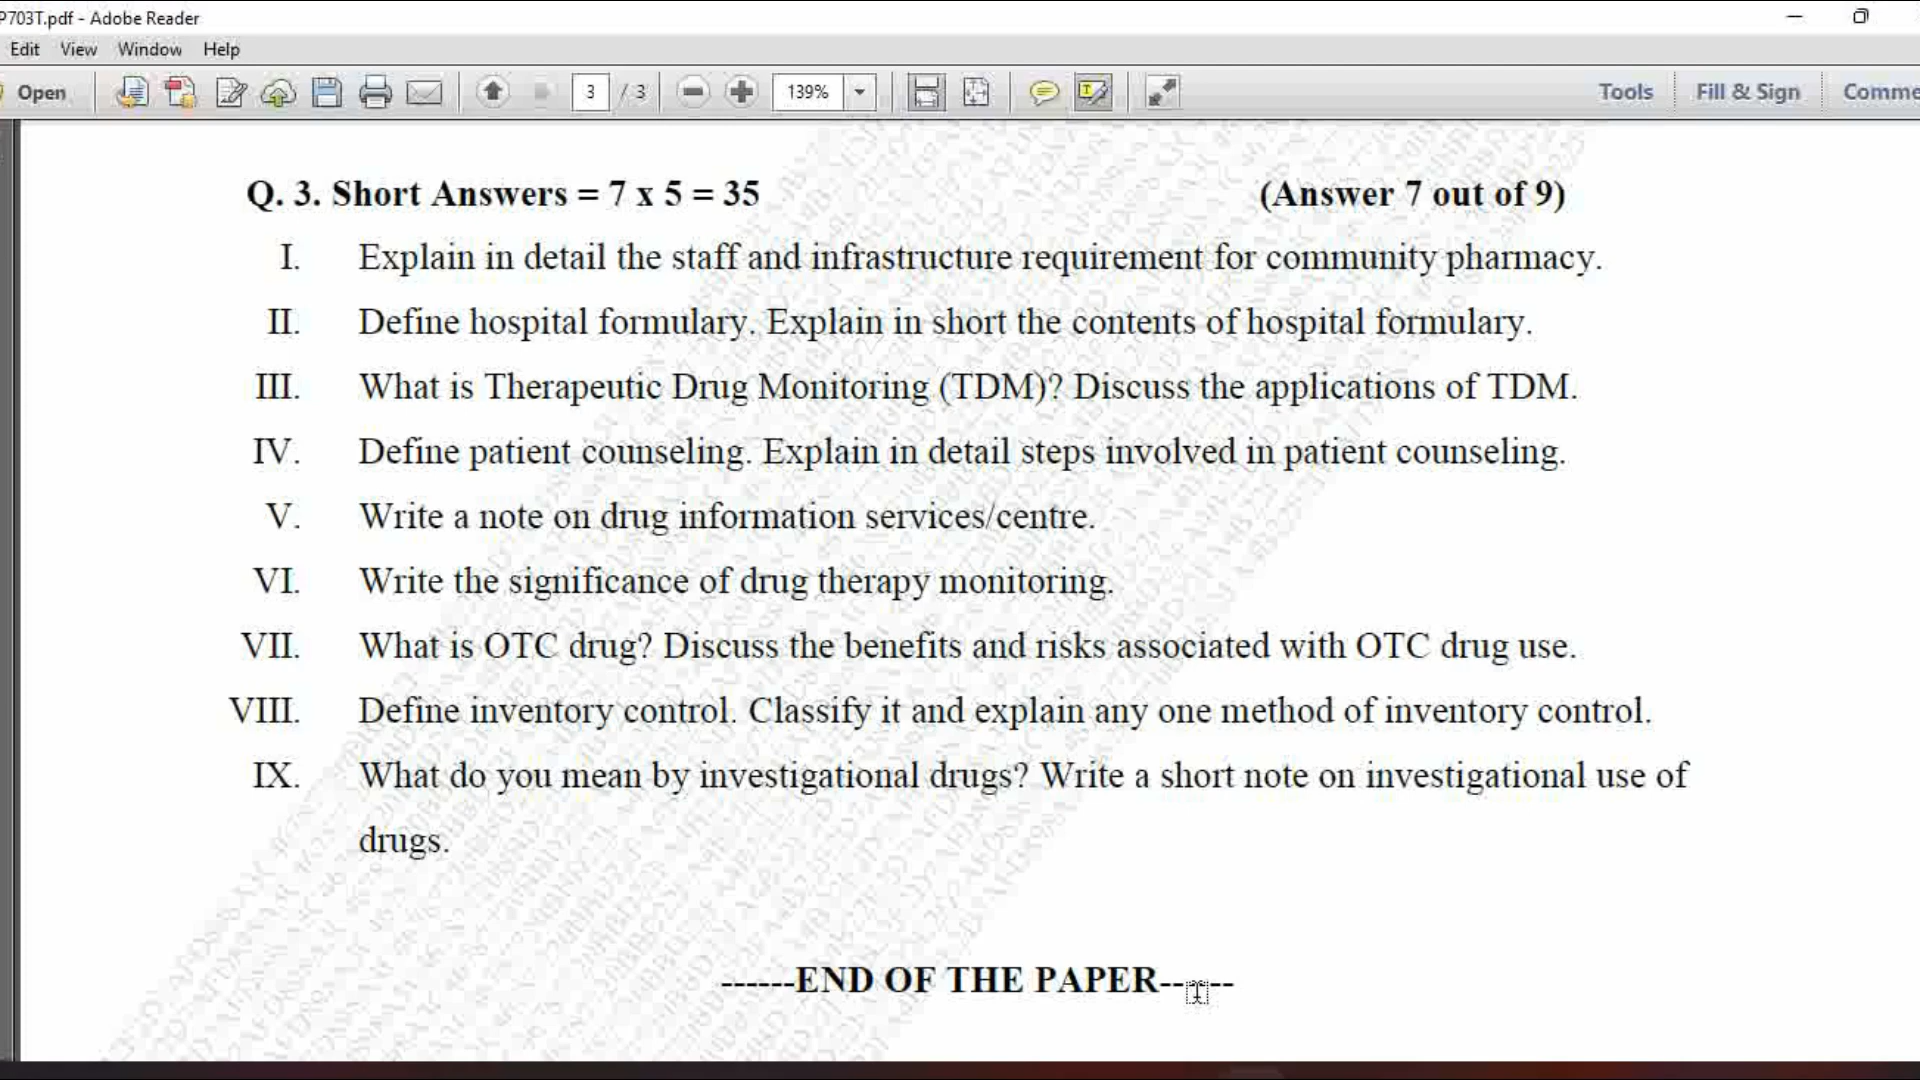 P703T.pdf - Adobe Reader
Edit View Window Help
Open 3 / 3 139% Tools Fill & Sign Comme
Q. 3. Short Answers = 7 x 5 = 35 (Answer 7 out of 9)
I. Explain in detail the staff and infrastructure requirement for community pharmacy.
II. Define hospital formulary. Explain in short the contents of hospital formulary.
III. What is Therapeutic Drug Monitoring (TDM)? Discuss the applications of TDM.
IV. Define patient counseling. Explain in detail steps involved in patient counseling.
V. Write a note on drug information services/centre.
VI. Write the significance of drug therapy monitoring.
VII. What is OTC drug? Discuss the benefits and risks associated with OTC drug use.
VIII. Define inventory control. Classify it and explain any one method of inventory control.
IX. What do you mean by investigational drugs? Write a short note on investigational use of
drugs.
------END OF THE PAPER------